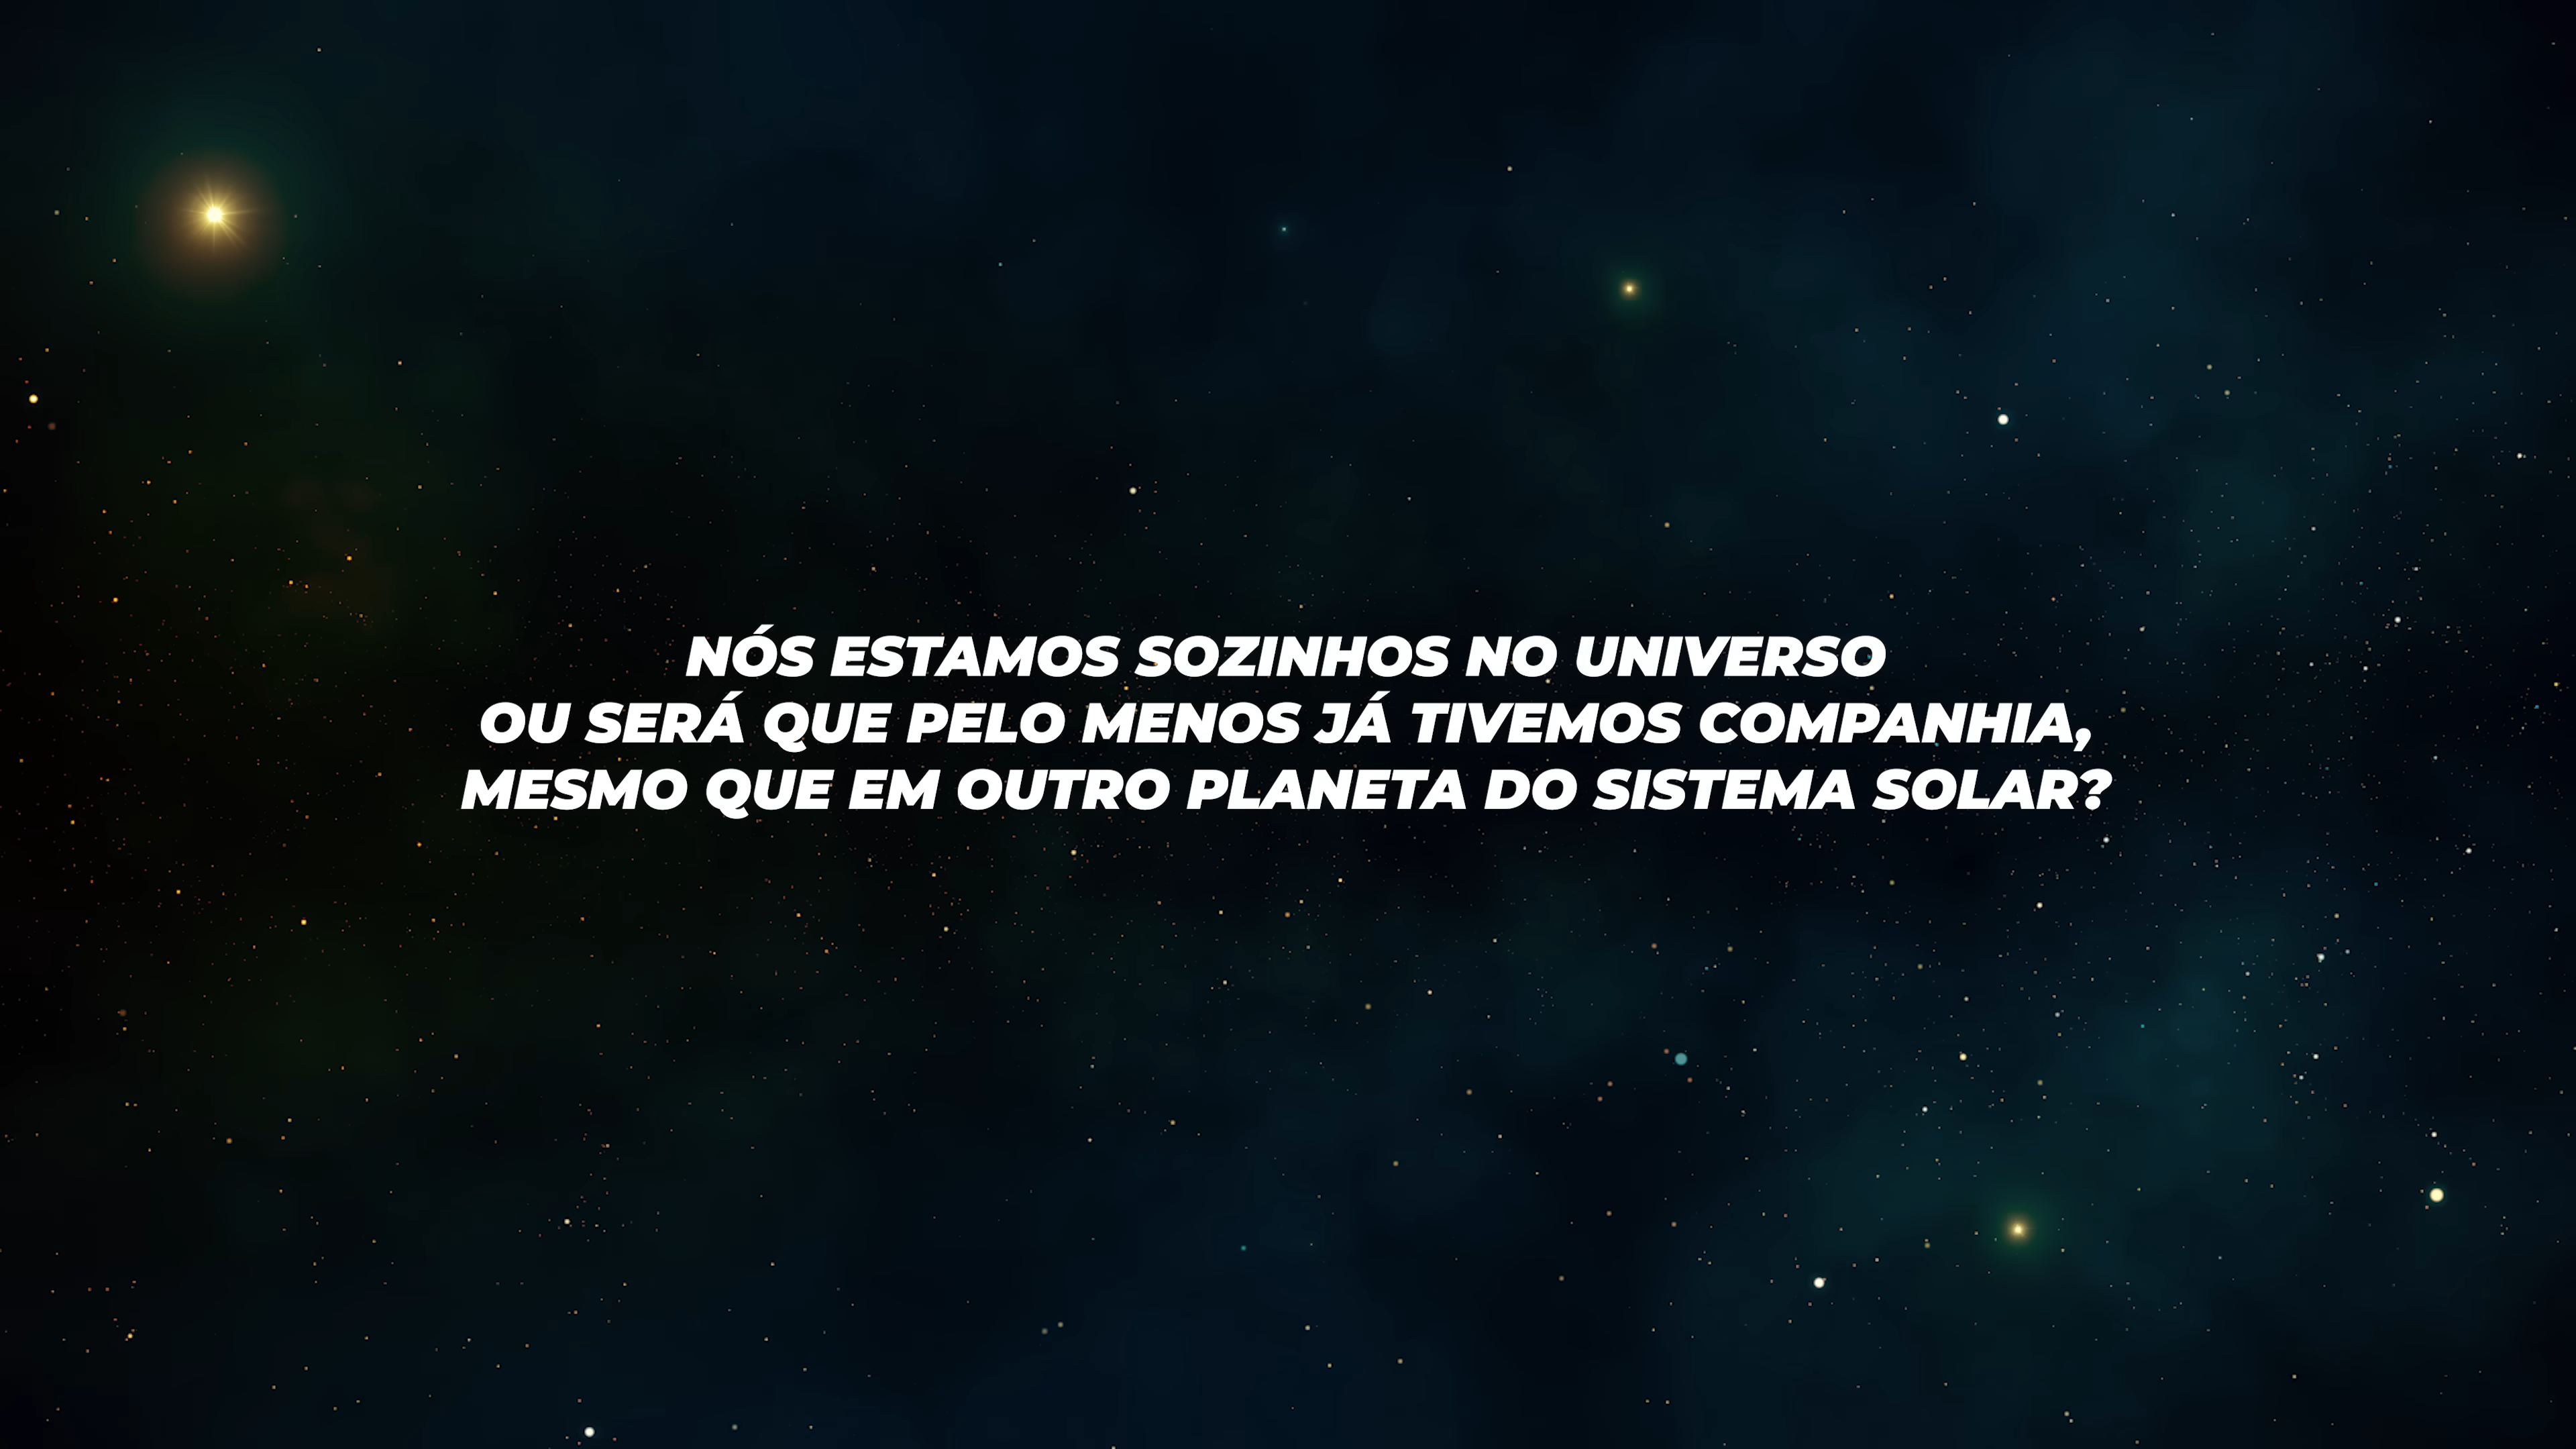 NÓS ESTAMOS SOZINHOS NO UNIVERSO
OU SERÁ QUE PELO MENOS JÁ TIVEMOS COMPANHIA,
MESMO QUE EM OUTRO PLANETA DO SISTEMA SOLAR?